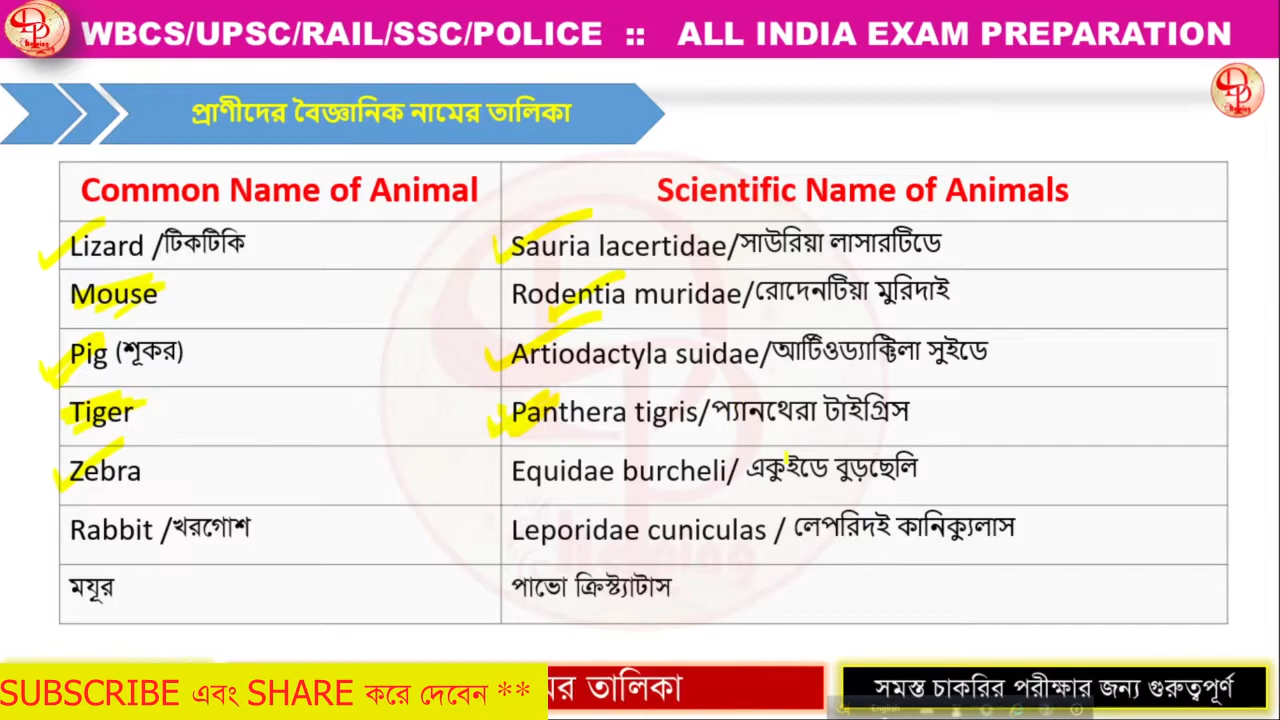 WBCS/UPSC/RAIL/SSC/POLICE :: ALL INDIA EXAM PREPARATION
প্রাণীদের বৈজ্ঞানিক নামের তালিকা
Common Name of Animal Scientific Name of Animals
Lizard /টিকটিকি Sauria lacertidae/সাউরিয়া লাসারটিডে
Mouse Rodentia muridae/রোদেনটিয়া মুরিদাই
Pig (শূকর) Artiodactyla suidae/আর্টিওড্যাক্টিলা সুইডে
Tiger Panthera tigris/প্যানথেরা টাইগ্রিস
Zebra Equidae burcheli/ একুইডে বুড়ছেলি
Rabbit /খরগোশ Leporidae cuniculas / লেপরিদই কানিক্যুলাস
ময়ূর পাভো ক্রিস্ট্যাটাস
SUBSCRIBE এবং SHARE করে দেবেন ** মর তালিকা সমস্ত চাকরির পরীক্ষার জন্য গুরুত্বপূর্ণ